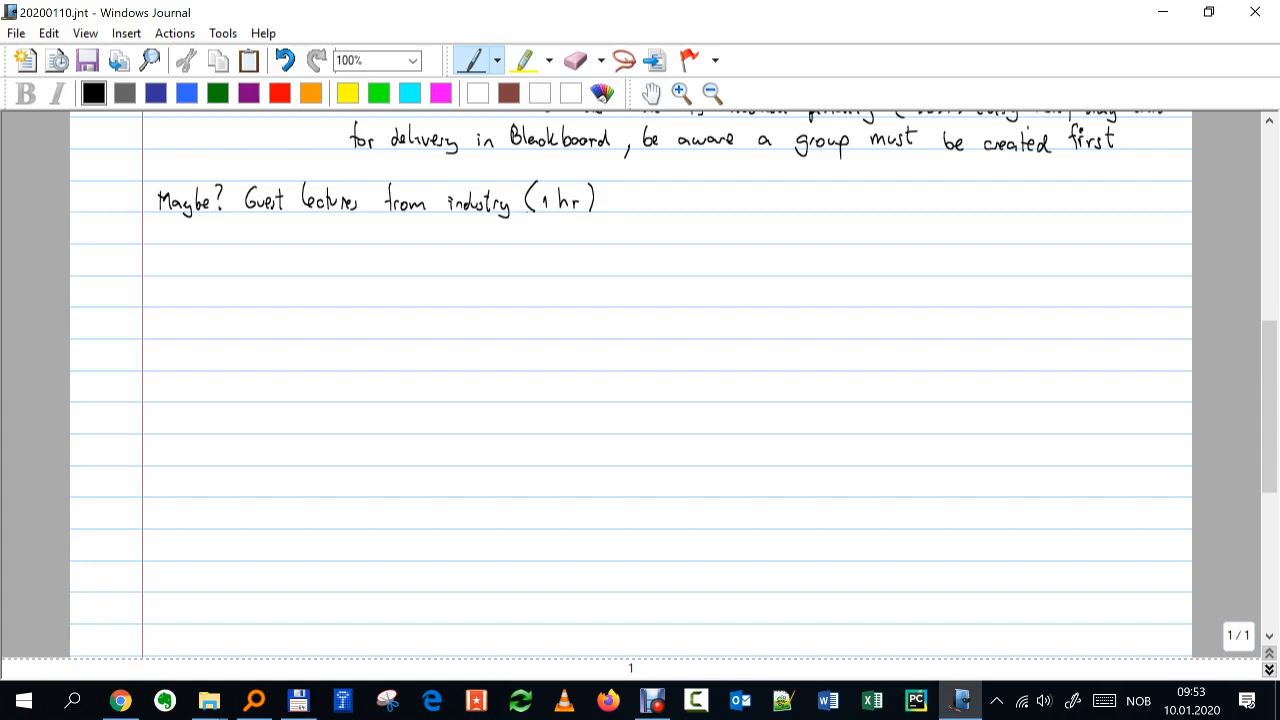 20200110.jnt - Windows Journal
File Edit View Insert Actions Tools Help
100%
B I
for delivery in Blackboard, be aware a group must be created first
Maybe? Guest lectures from industry (1 hr)
1 / 1
1
NOB
09:53
10.01.2020